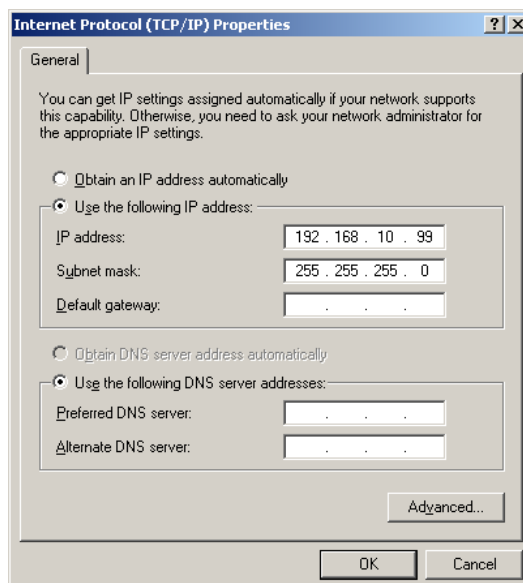 Internet Protocol (TCP/IP) Properties
General
You can get IP settings assigned automatically if your network supports
this capability. Otherwise, you need to ask your network administrator for
the appropriate IP settings.
Obtain an IP address automatically
Use the following IP address:
IP address: 192 . 168 . 10 . 99
Subnet mask: 255 . 255 . 255 . 0
Default gateway: . . .
Obtain DNS server address automatically
Use the following DNS server addresses:
Preferred DNS server: . . .
Alternate DNS server: . . .
Advanced...
OK Cancel